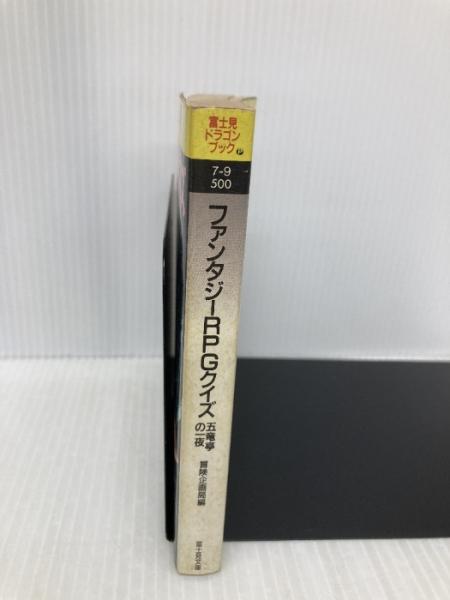 富士見
ドラゴン
ブック
7-9
500
ファンタジーRPGクイズ
五竜亭
の一夜
冒険企画局編
富士見文庫